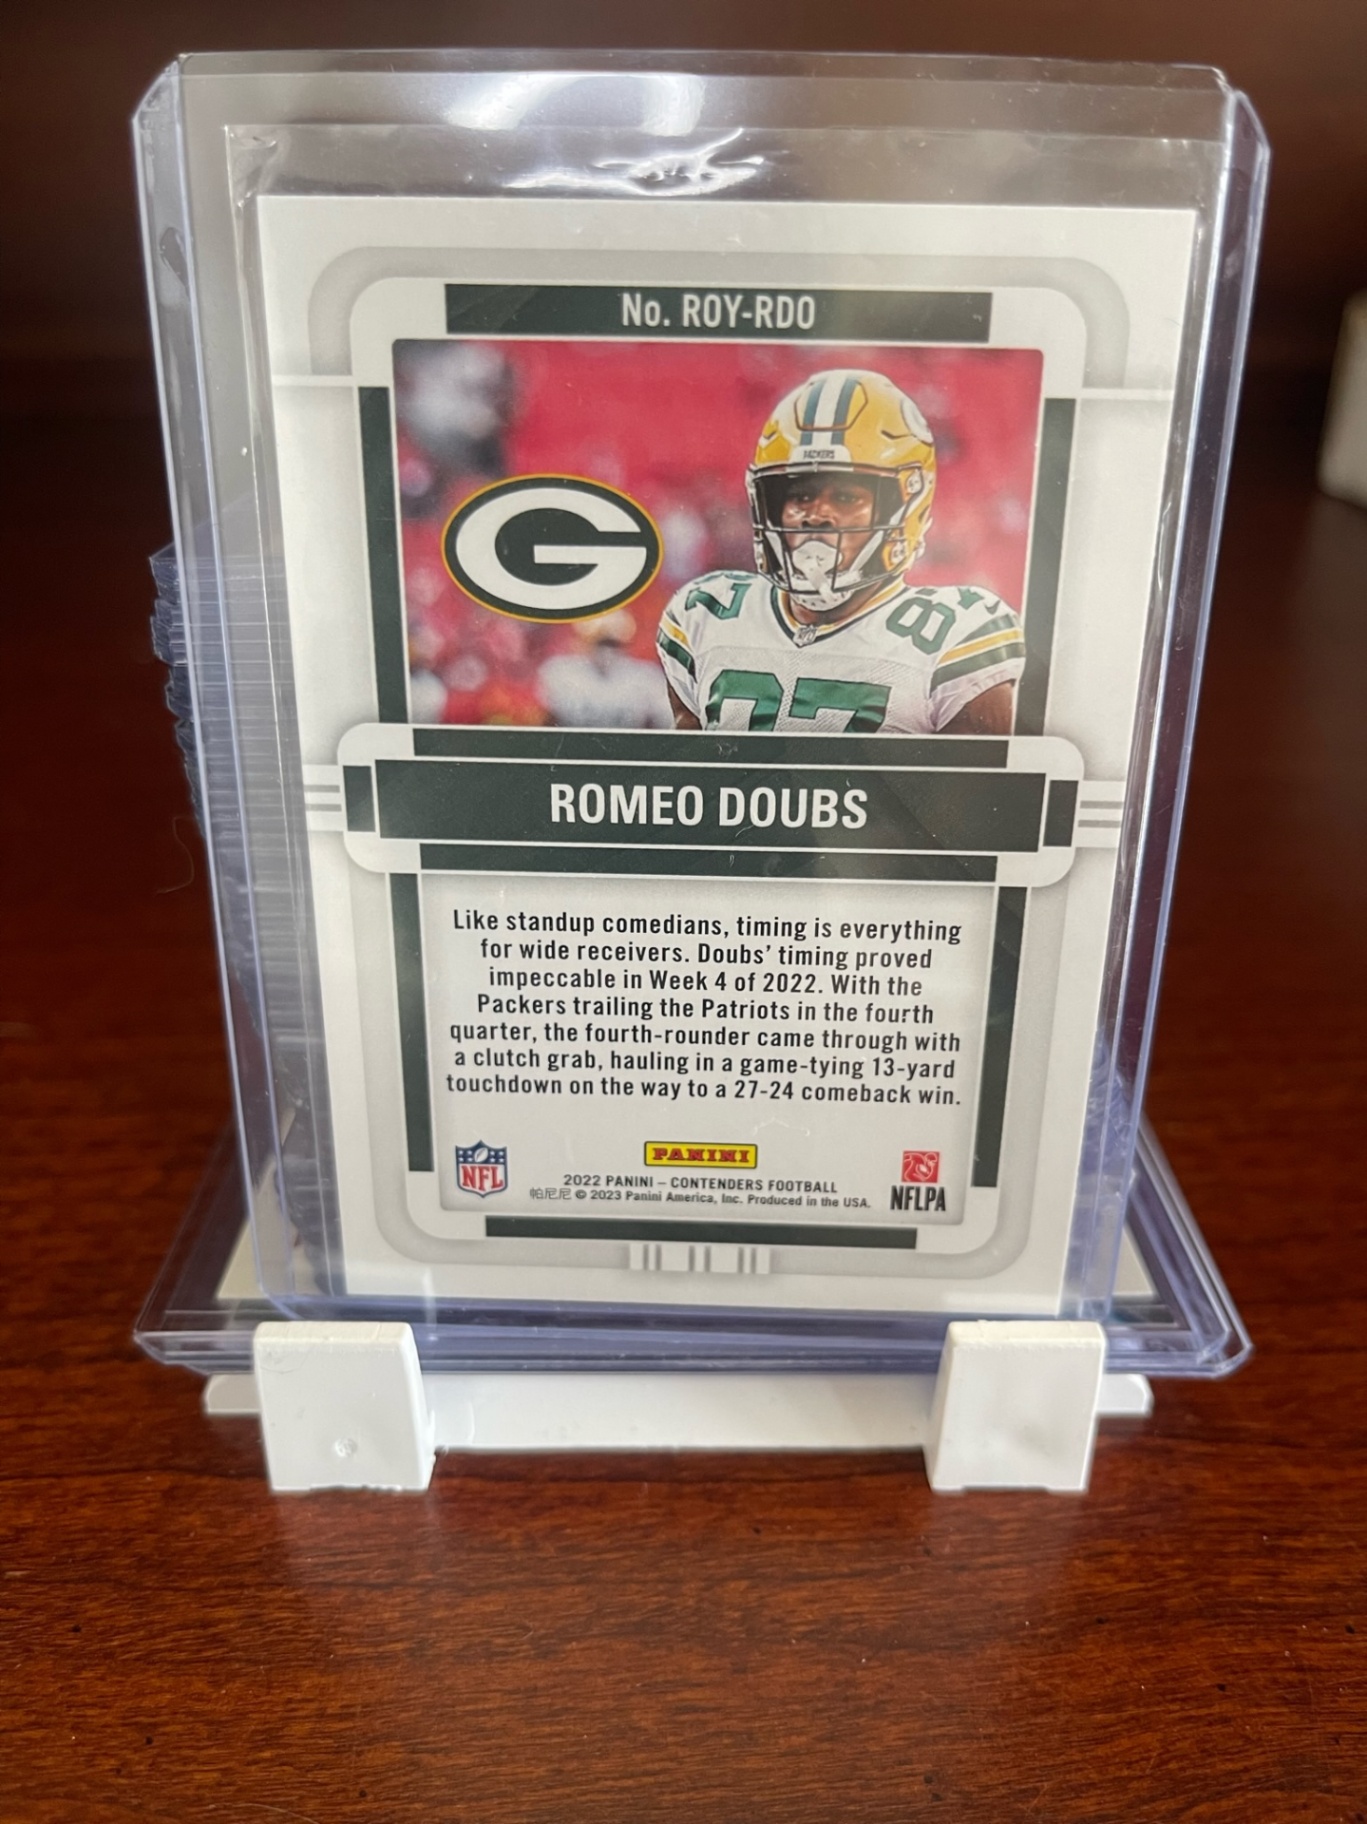 No. ROY-RDO
PACKERS
G
87
87
87
ROMEO DOUBS
Like standup comedians, timing is everything
for wide receivers. Doubs’ timing proved
impeccable in Week 4 of 2022. With the
Packers trailing the Patriots in the fourth
quarter, the fourth-rounder came through with
a clutch grab, hauling in a game-tying 13-yard
touchdown on the way to a 27-24 comeback win.
NFL
PANINI
2022 PANINI – CONTENDERS FOOTBALL
帕尼尼 © 2023 Panini America, Inc. Produced in the USA.
NFLPA